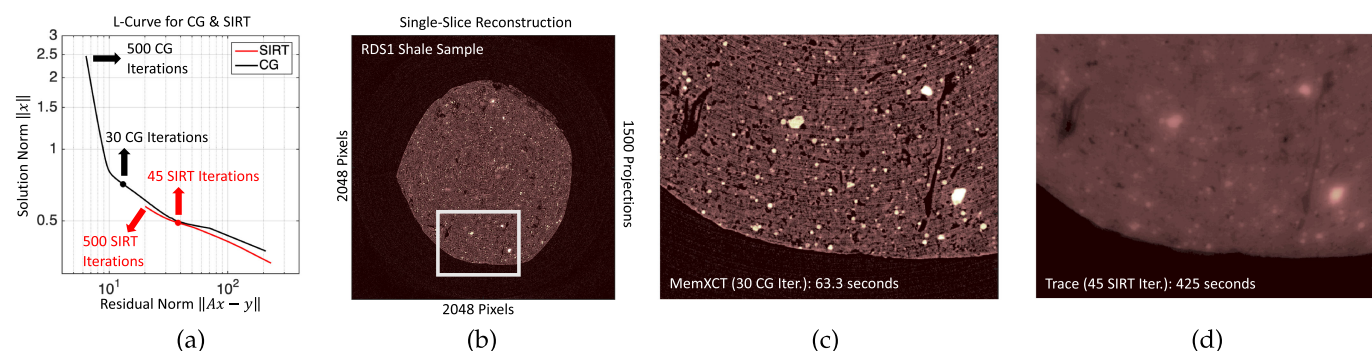 L-Curve for CG & SIRT
3
2.5
2
1.5
1
0.5
Solution Norm ‖x‖
500 CG
Iterations
SIRT
CG
30 CG Iterations
45 SIRT Iterations
500 SIRT
Iterations
10¹
10²
Residual Norm ‖Ax − y‖
(a)
Single-Slice Reconstruction
RDS1 Shale Sample
2048 Pixels
1500 Projections
2048 Pixels
(b)
MemXCT (30 CG Iter.): 63.3 seconds
(c)
Trace (45 SIRT Iter.): 425 seconds
(d)